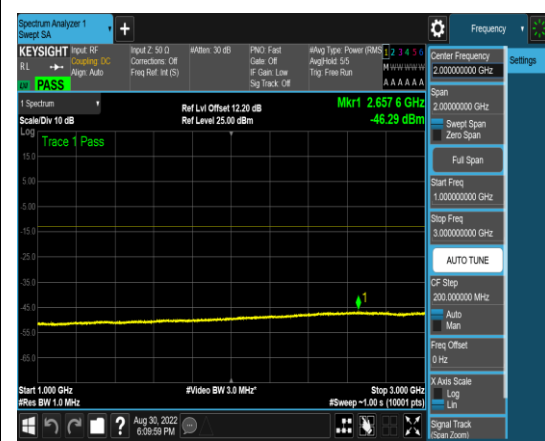 Spectrum Analyzer 1
Swept SA
Frequency
KEYSIGHT
RL
PASS
Input: RF
Coupling: DC
Align: Auto
Input Z: 50 Ω
Corrections: Off
Freq Ref: Int (S)
#Atten: 30 dB
PNO: Fast
Gate: Off
IF Gain: Low
Sig Track: Off
#Avg Type: Power (RMS
Avg|Hold: 5/5
Trig: Free Run
1 2 3 4 5 6
M W W W W W
A A A A A A
1 Spectrum
Scale/Div 10 dB
Log
Ref Lvl Offset 12.20 dB
Ref Level 25.00 dBm
Mkr1 2.657 6 GHz
-46.29 dBm
Trace 1 Pass
15.0
5.00
-5.00
-15.0
-25.0
-35.0
-45.0
-55.0
-65.0
1
Start 1.000 GHz
#Res BW 1.0 MHz
#Video BW 3.0 MHz*
Stop 3.000 GHz
#Sweep ~1.00 s (10001 pts)
Aug 30, 2022
6:09:59 PM
Center Frequency
2.000000000 GHz
Span
2.00000000 GHz
Swept Span
Zero Span
Full Span
Start Freq
1.000000000 GHz
Stop Freq
3.000000000 GHz
AUTO TUNE
CF Step
200.000000 MHz
Auto
Man
Freq Offset
0 Hz
X Axis Scale
Log
Lin
Signal Track
(Span Zoom)
Settings